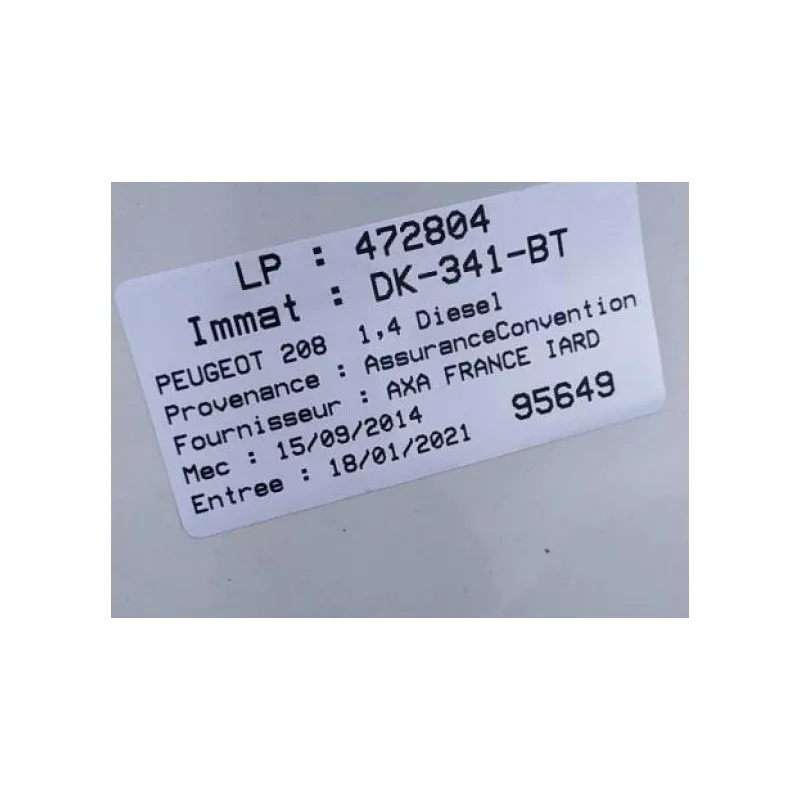 LP : 472804
Immat : DK-341-BT
PEUGEOT 208 1,4 Diesel
Provenance : AssuranceConvention
Fournisseur : AXA FRANCE IARD
Mec : 15/09/2014 95649
Entree : 18/01/2021